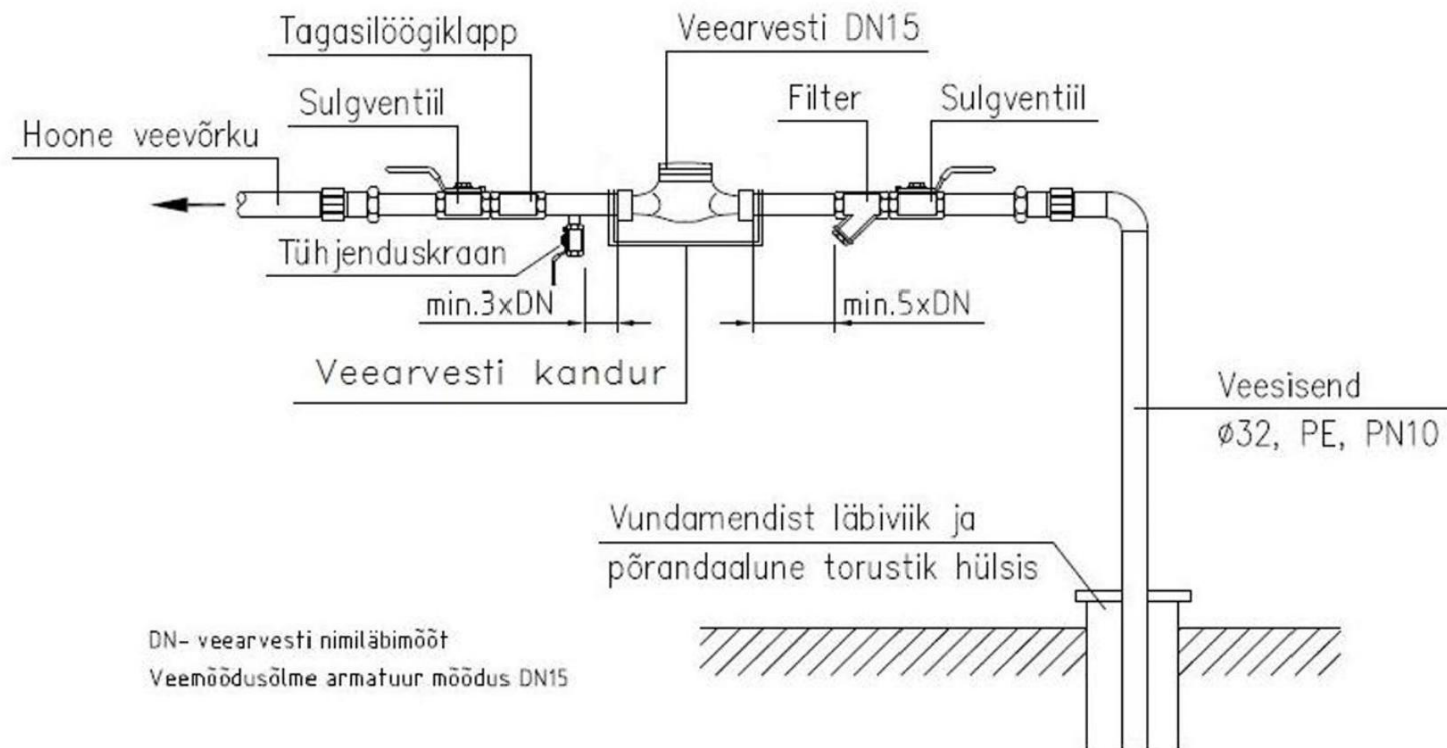 Tagasilöögiklapp
Veearvesti DN15
Sulgventiil
Filter
Sulgventiil
Hoone veevõrku
Tühjenduskraan
min.3xDN
min.5xDN
Veearvesti kandur
Veesisend
ø32, PE, PN10
Vundamendist läbiviik ja
põrandaalune torustik hülsis
DN- veearvesti nimiläbimõõt
Veemõõdusõlme armatuur mõõdus DN15